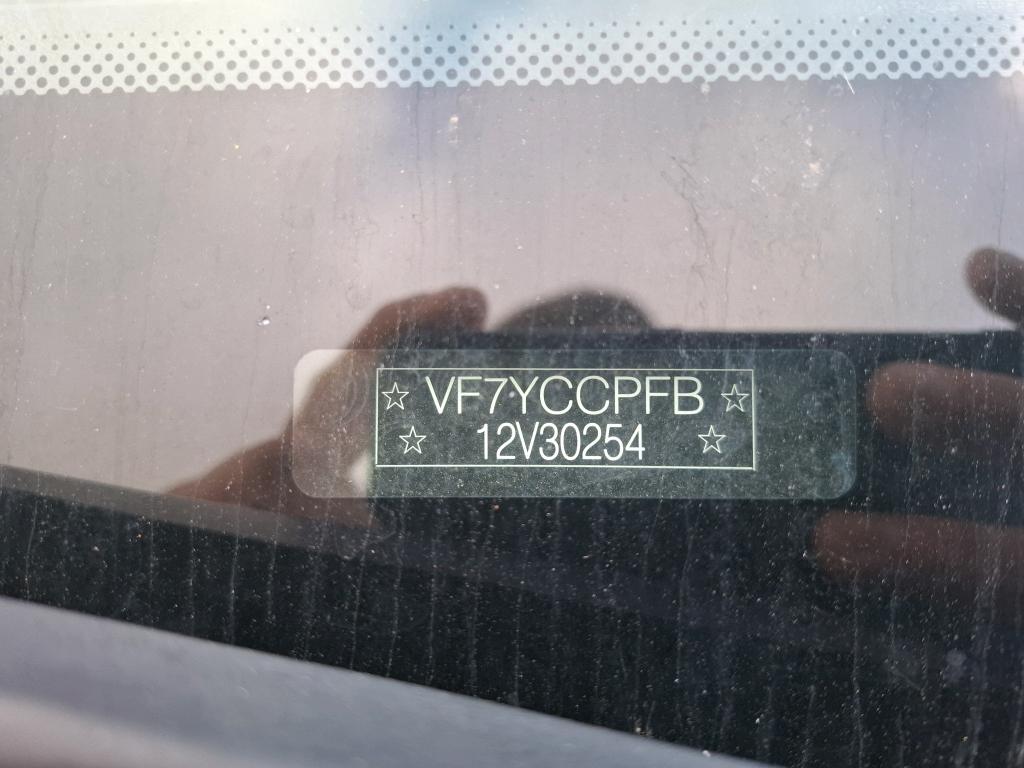 ☆ VF7YCCPFB ☆
☆ 12V30254 ☆